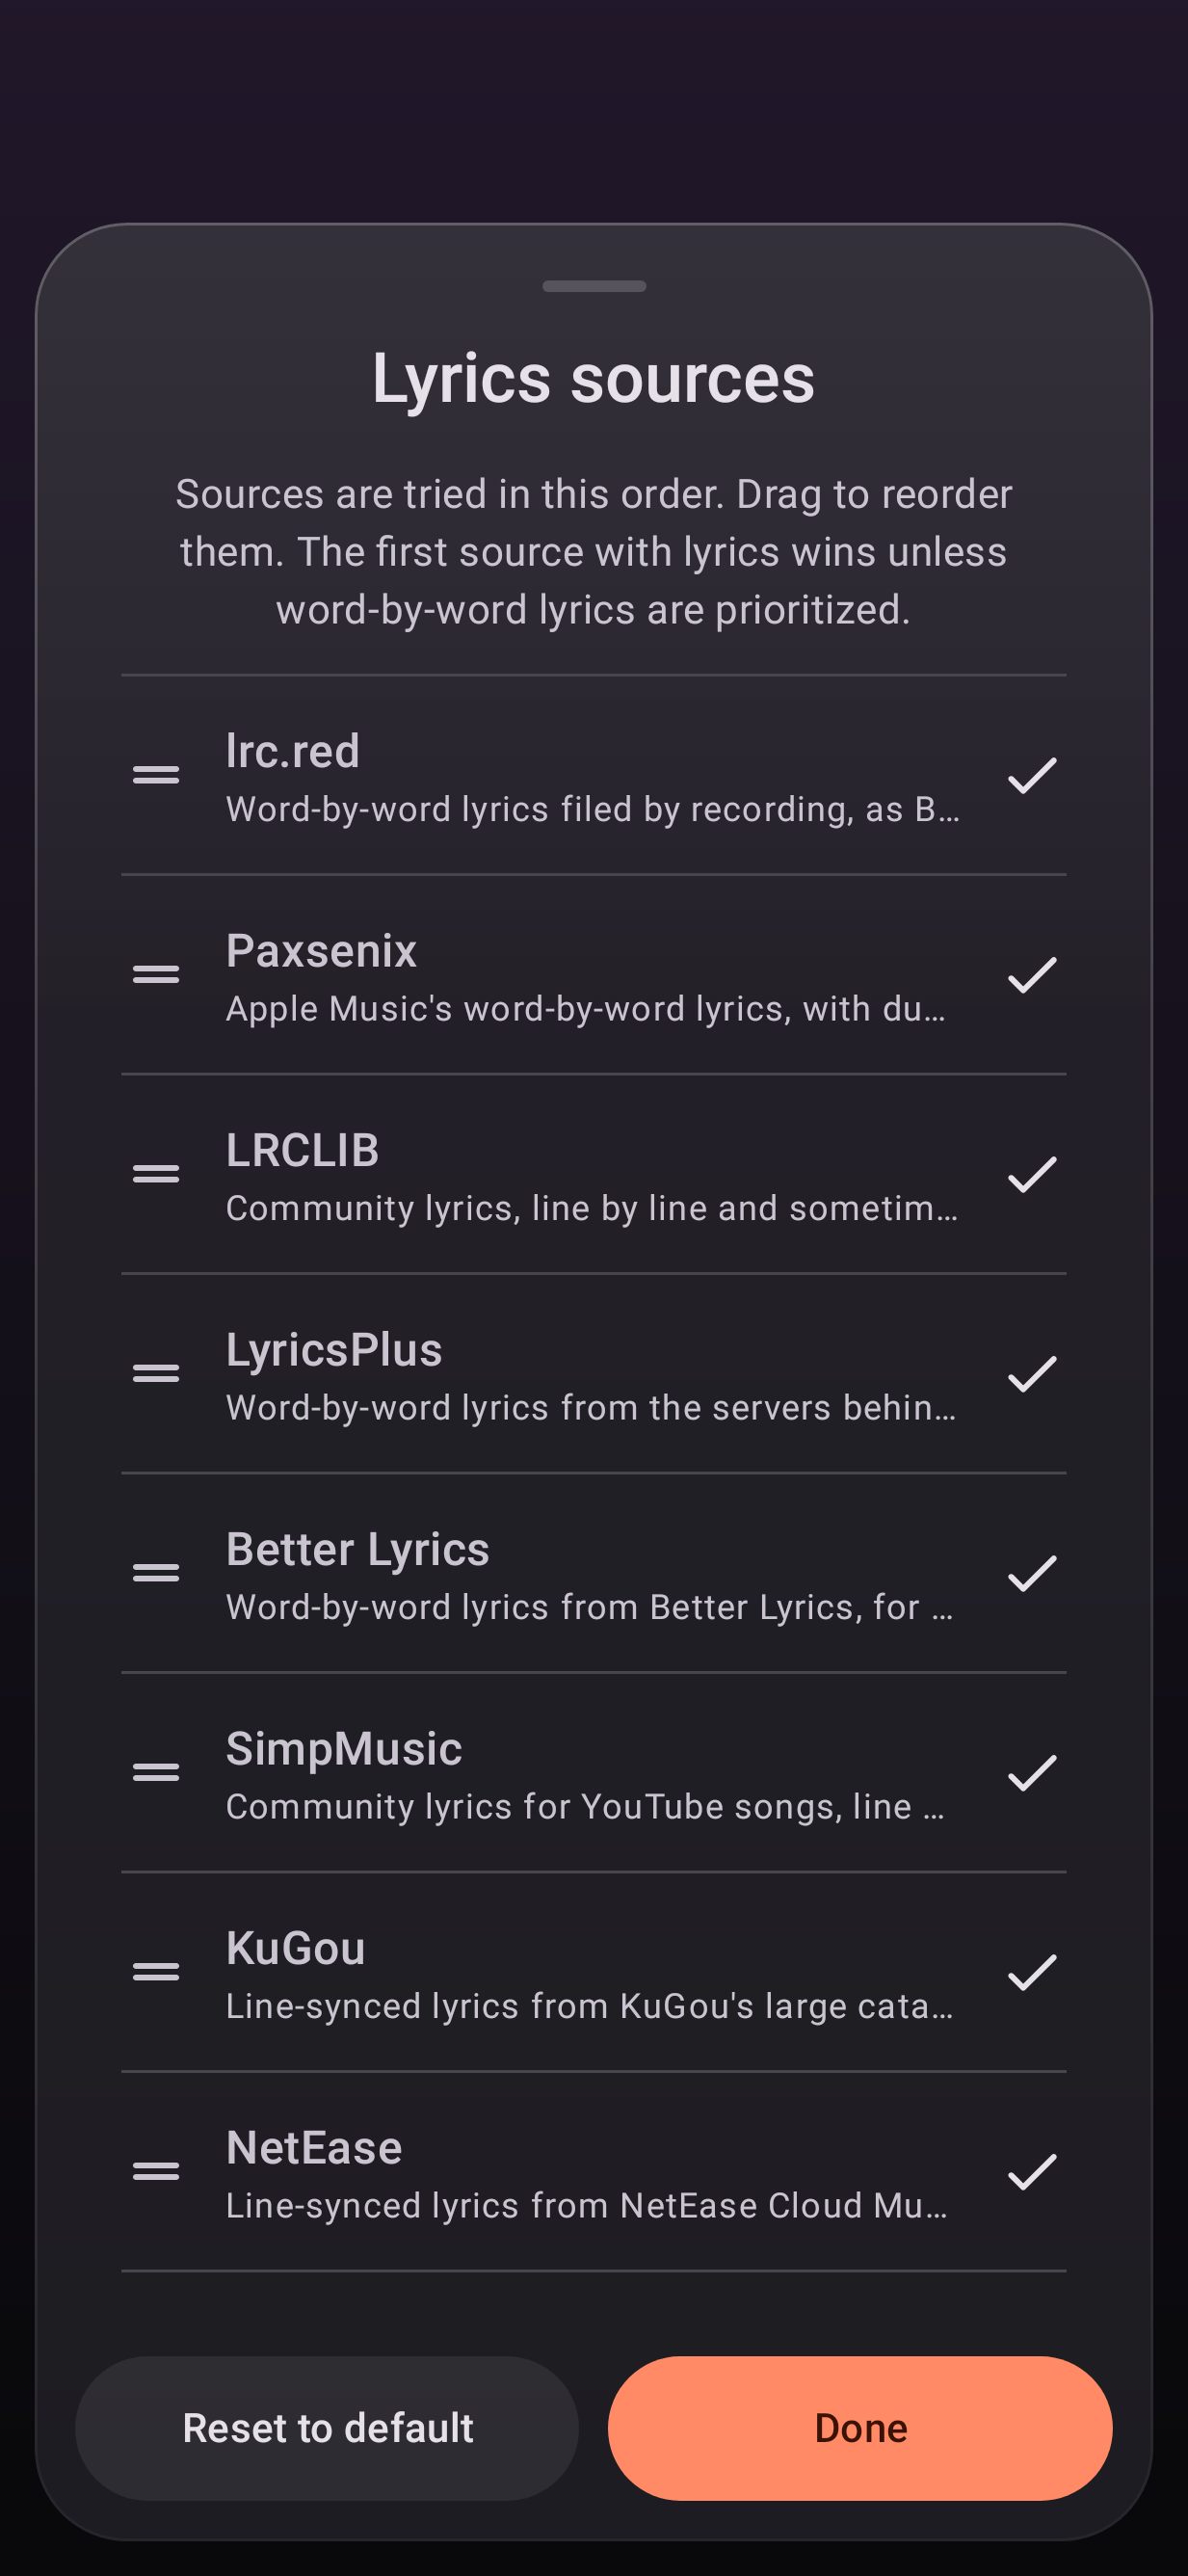 Lyrics sources
Sources are tried in this order. Drag to reorder
them. The first source with lyrics wins unless
word-by-word lyrics are prioritized.
lrc.red
Word-by-word lyrics filed by recording, as B…
Paxsenix
Apple Music's word-by-word lyrics, with du…
LRCLIB
Community lyrics, line by line and sometim…
LyricsPlus
Word-by-word lyrics from the servers behin…
Better Lyrics
Word-by-word lyrics from Better Lyrics, for …
SimpMusic
Community lyrics for YouTube songs, line …
KuGou
Line-synced lyrics from KuGou's large cata…
NetEase
Line-synced lyrics from NetEase Cloud Mu…
Reset to default
Done